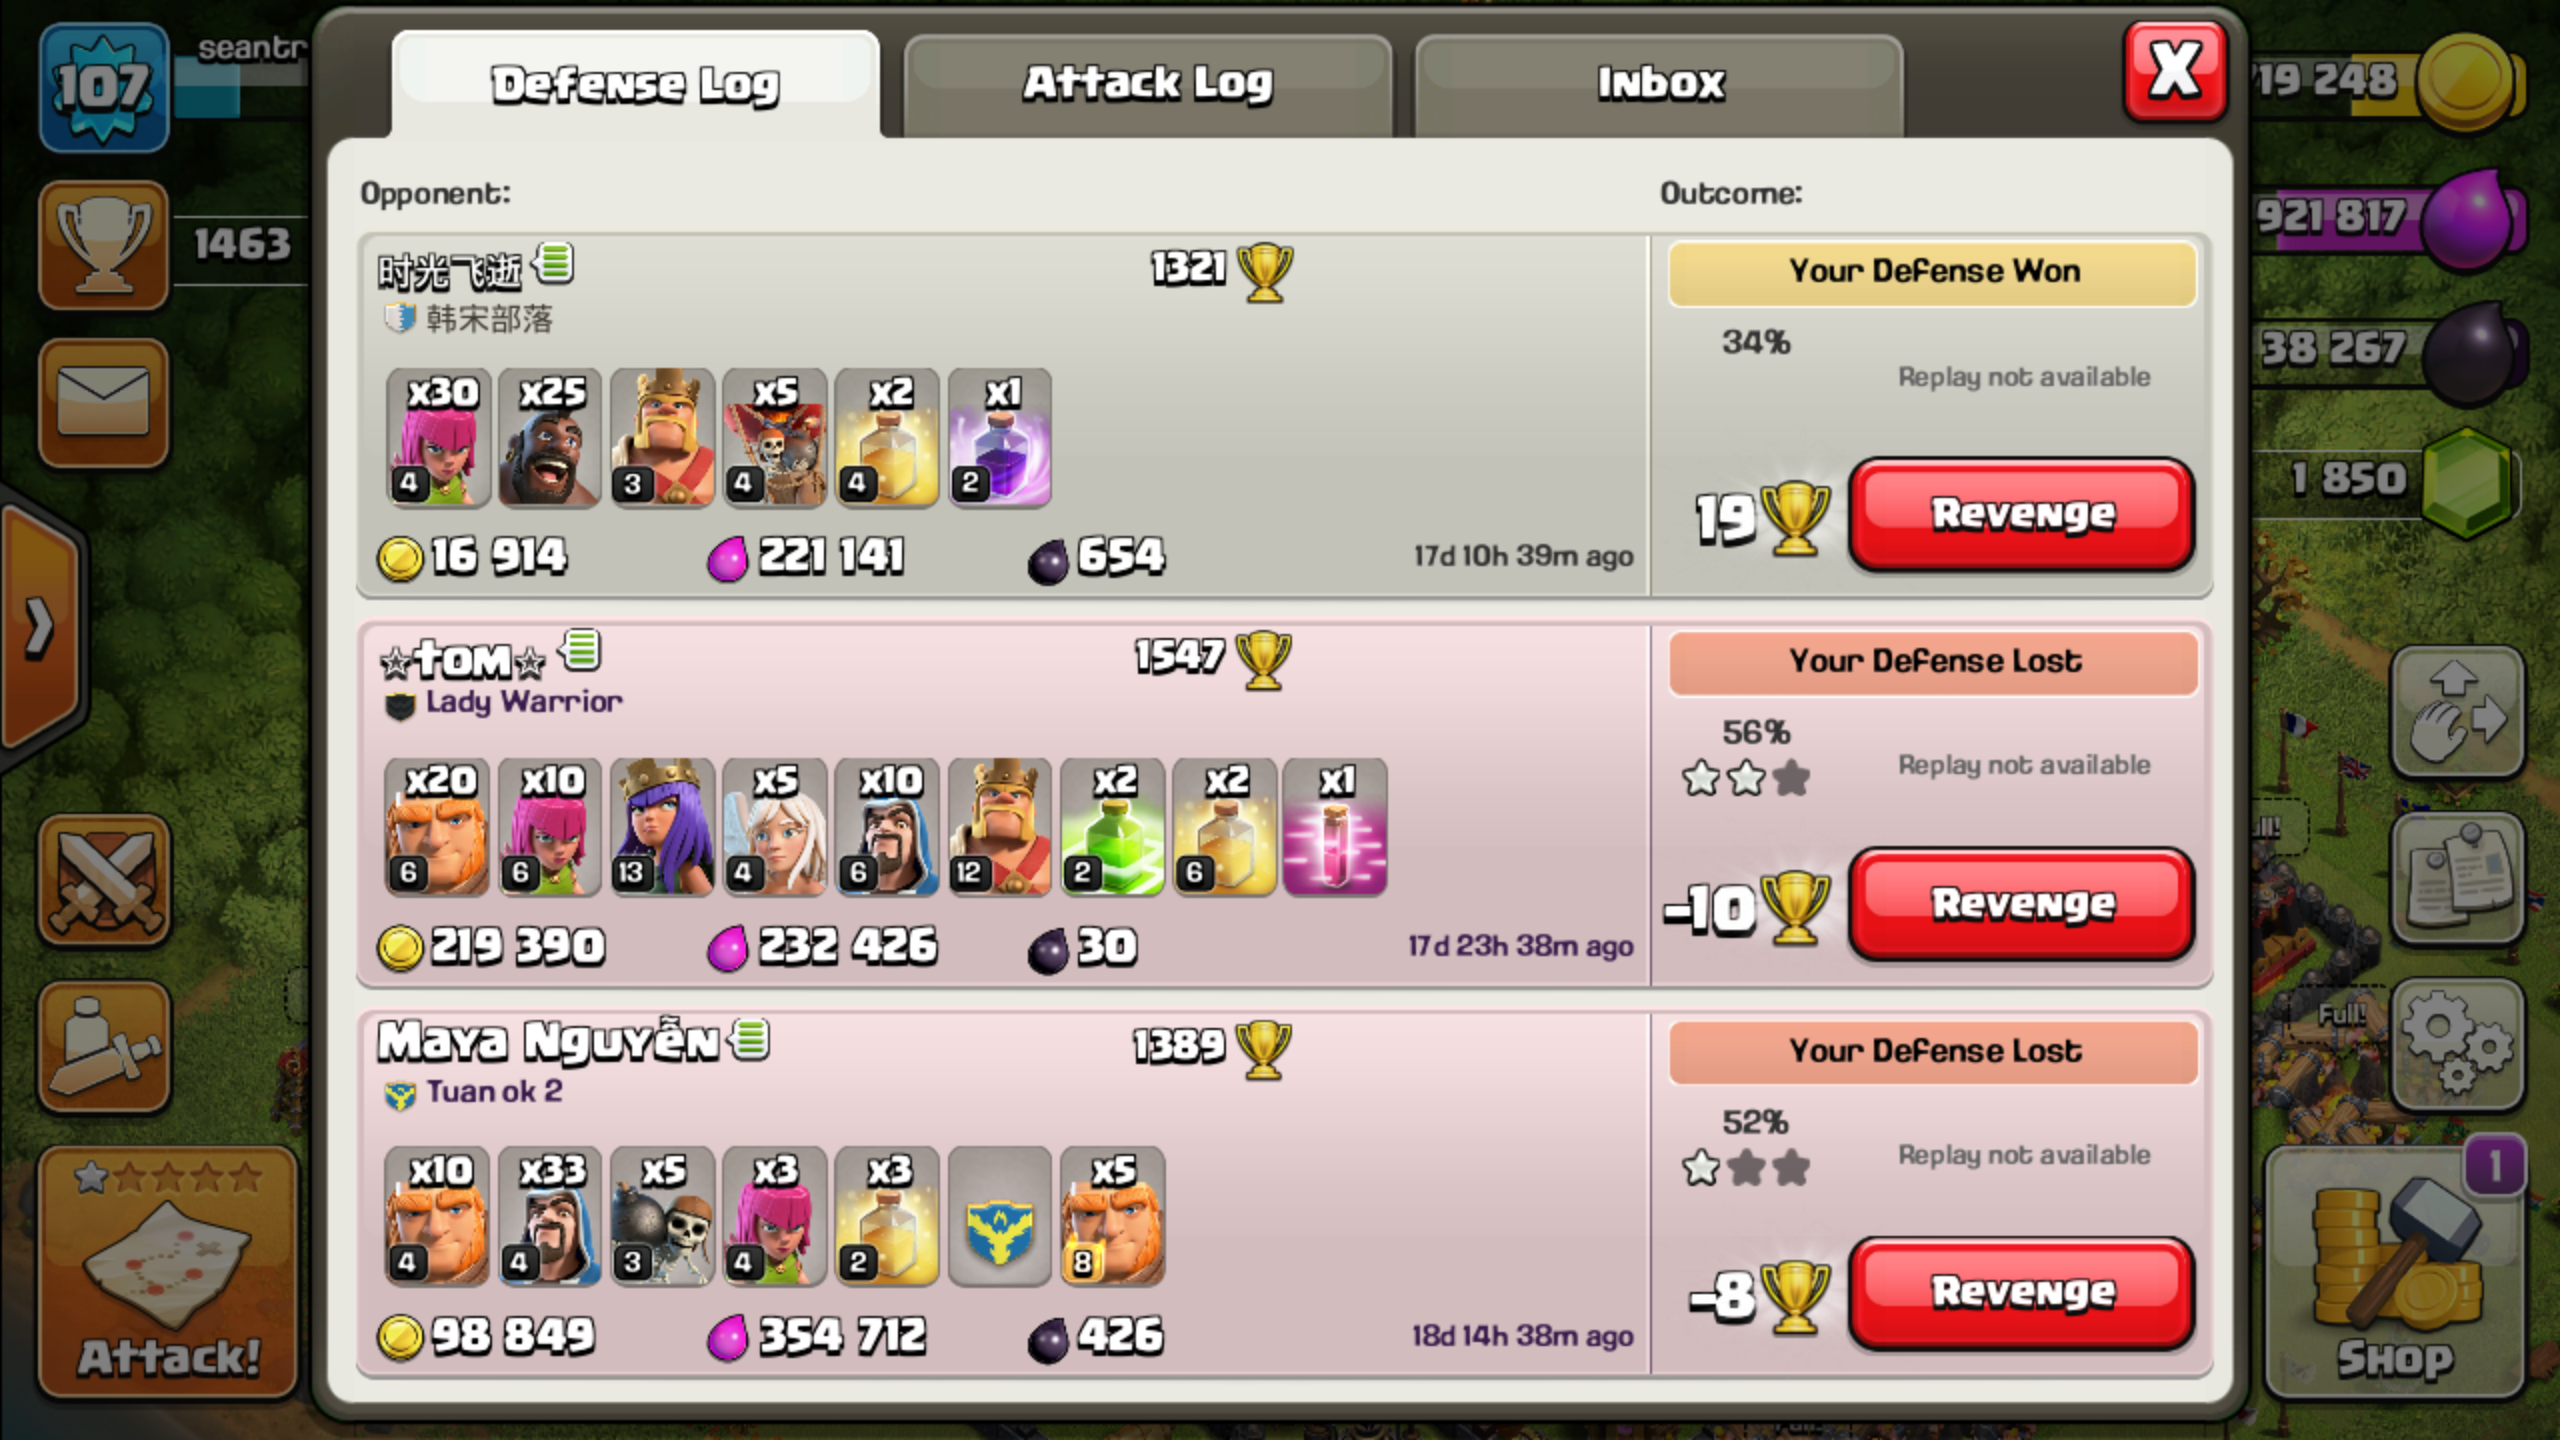 107
seantr
Defense Log
Attack Log
Inbox
X
719 248
1463
921 817
38 267
1 850
Opponent:
Outcome:
时光飞逝
1321
韩宋部落
Your Defense Won
34%
Replay not available
x30 x25 x5 x2 x1
4 3 4 4 2
19
Revenge
16 914
221 141
654
17d 10h 39m ago
☆tom☆
1547
Lady Warrior
Your Defense Lost
56%
Replay not available
x20 x10 x5 x10 x2 x2 x1
6 6 13 4 6 12 2 6
-10
Revenge
219 390
232 426
30
17d 23h 38m ago
Maya Nguyễn
1389
Tuan ok 2
Your Defense Lost
52%
Replay not available
x10 x33 x5 x3 x3 x5
4 4 3 4 2 8
-8
Revenge
98 849
354 712
426
18d 14h 38m ago
Full!
Attack!
1
Shop